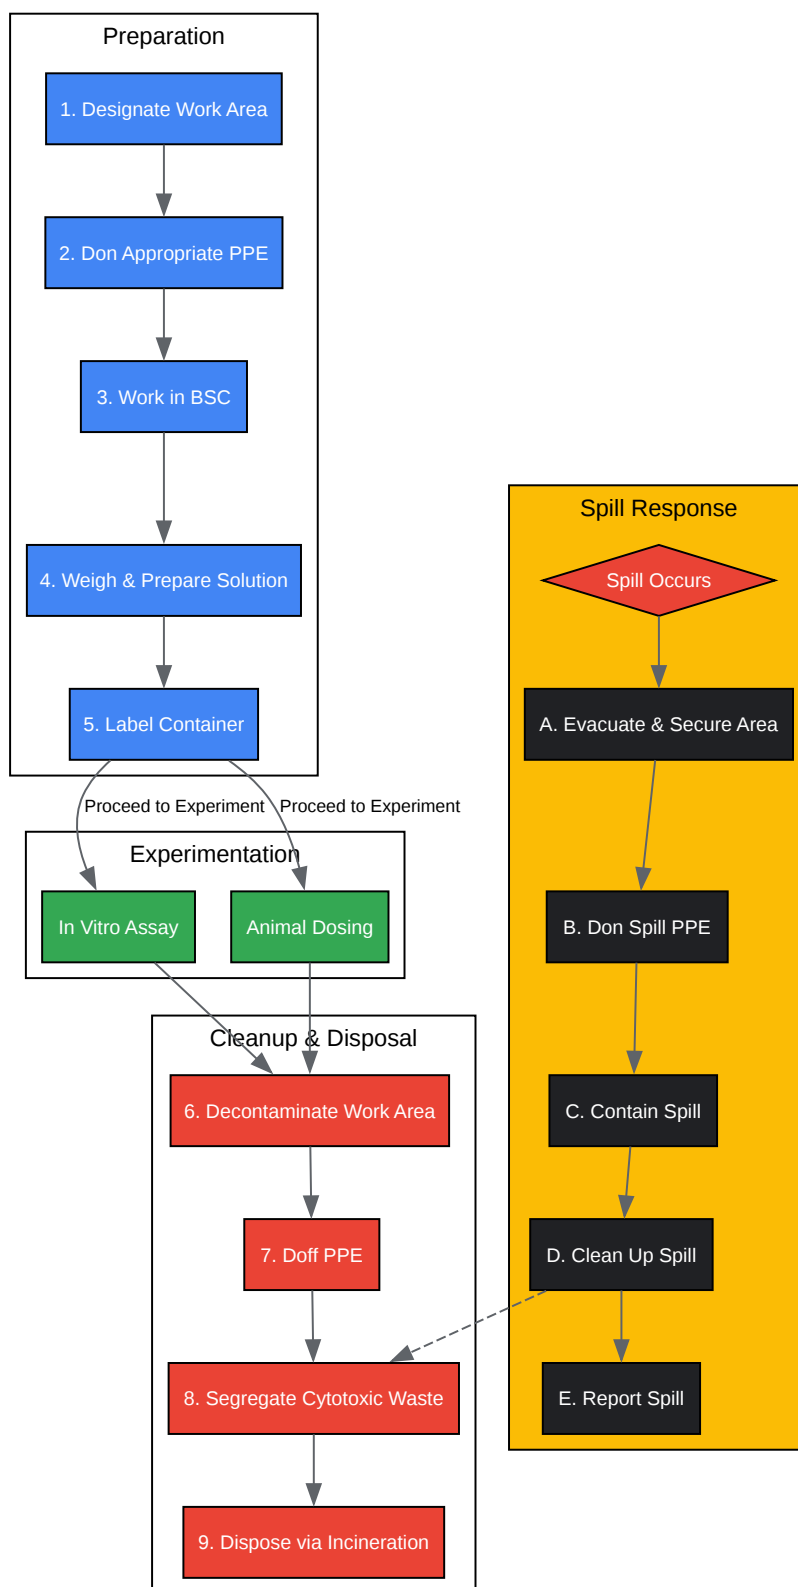 Preparation
1. Designate Work Area
2. Don Appropriate PPE
3. Work in BSC
4. Weigh & Prepare Solution
5. Label Container
Proceed to Experiment
Proceed to Experiment
Experimentation
In Vitro Assay
Animal Dosing
Cleanup & Disposal
6. Decontaminate Work Area
7. Doff PPE
8. Segregate Cytotoxic Waste
9. Dispose via Incineration
Spill Response
Spill Occurs
A. Evacuate & Secure Area
B. Don Spill PPE
C. Contain Spill
D. Clean Up Spill
E. Report Spill